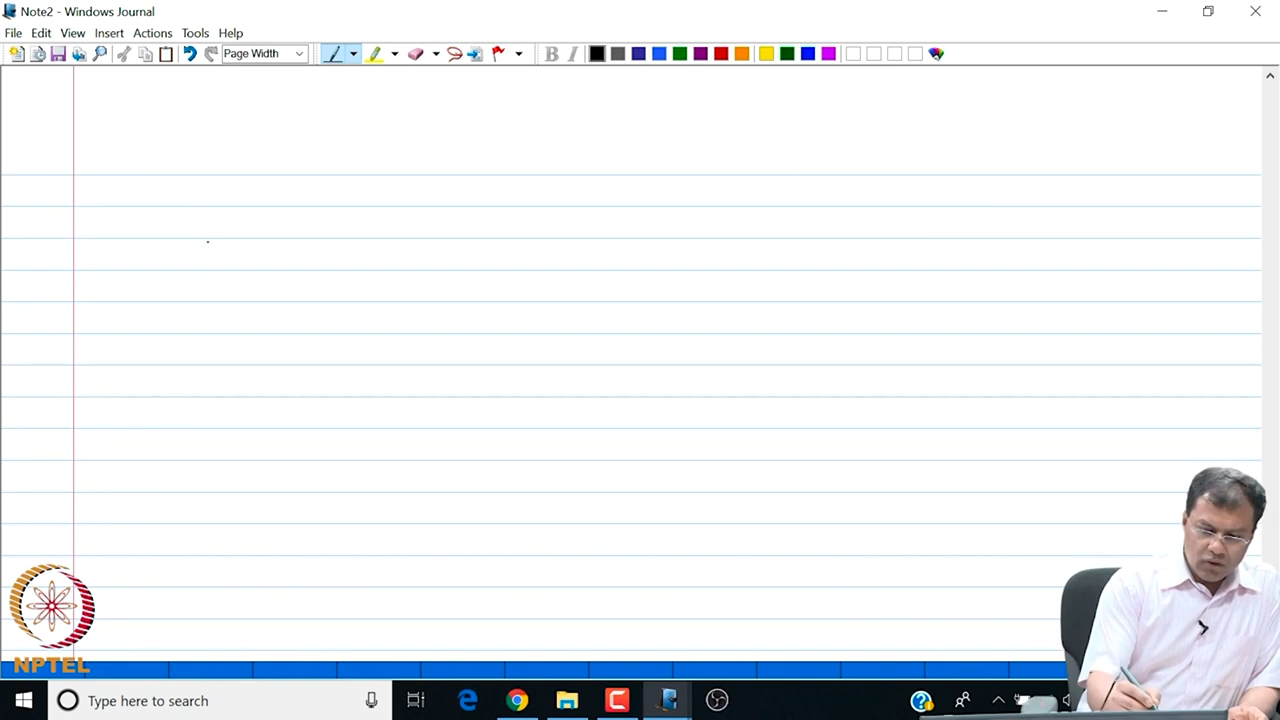 Note2 - Windows Journal
File Edit View Insert Actions Tools Help
Page Width B I
NPTEL
Type here to search